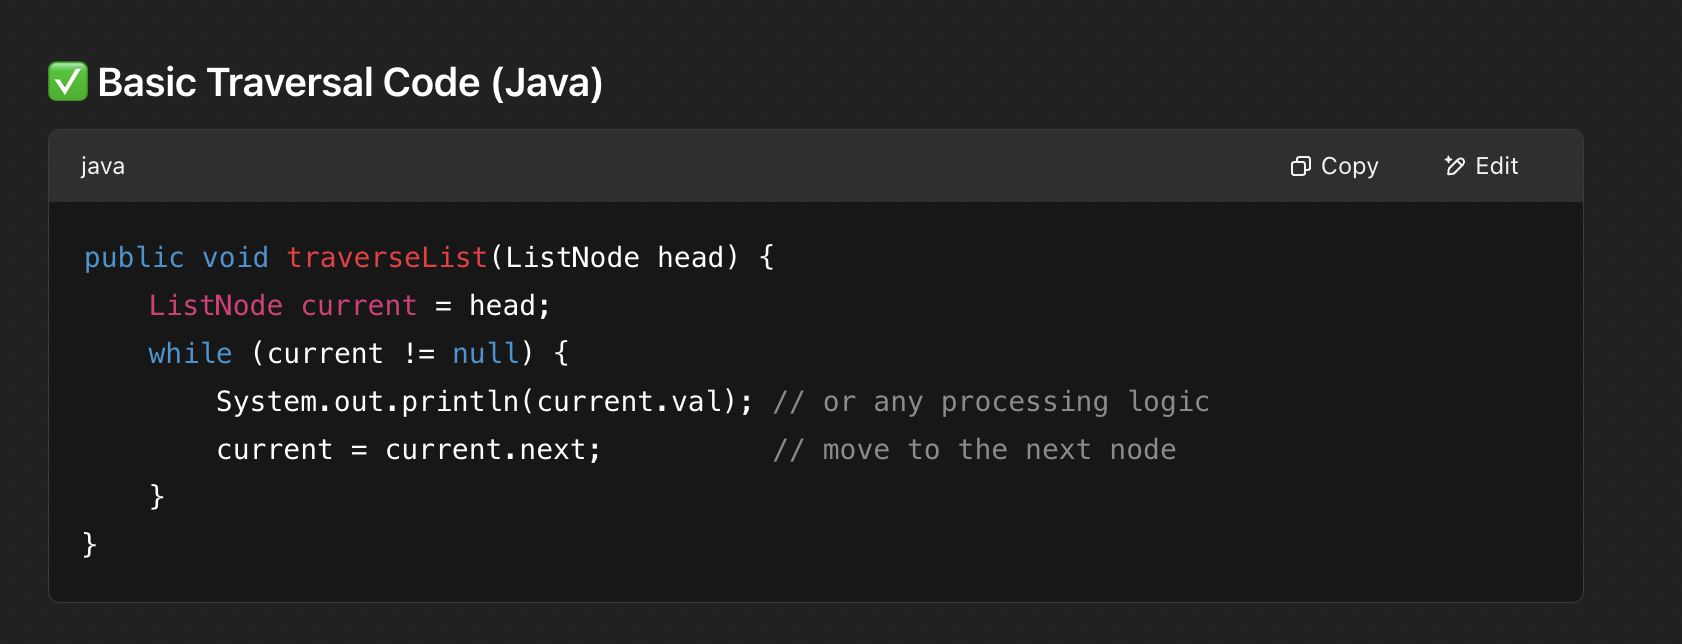 ✅ Basic Traversal Code (Java)
java
Copy
Edit
public void traverseList(ListNode head) {
    ListNode current = head;
    while (current != null) {
        System.out.println(current.val); // or any processing logic
        current = current.next;          // move to the next node
    }
}